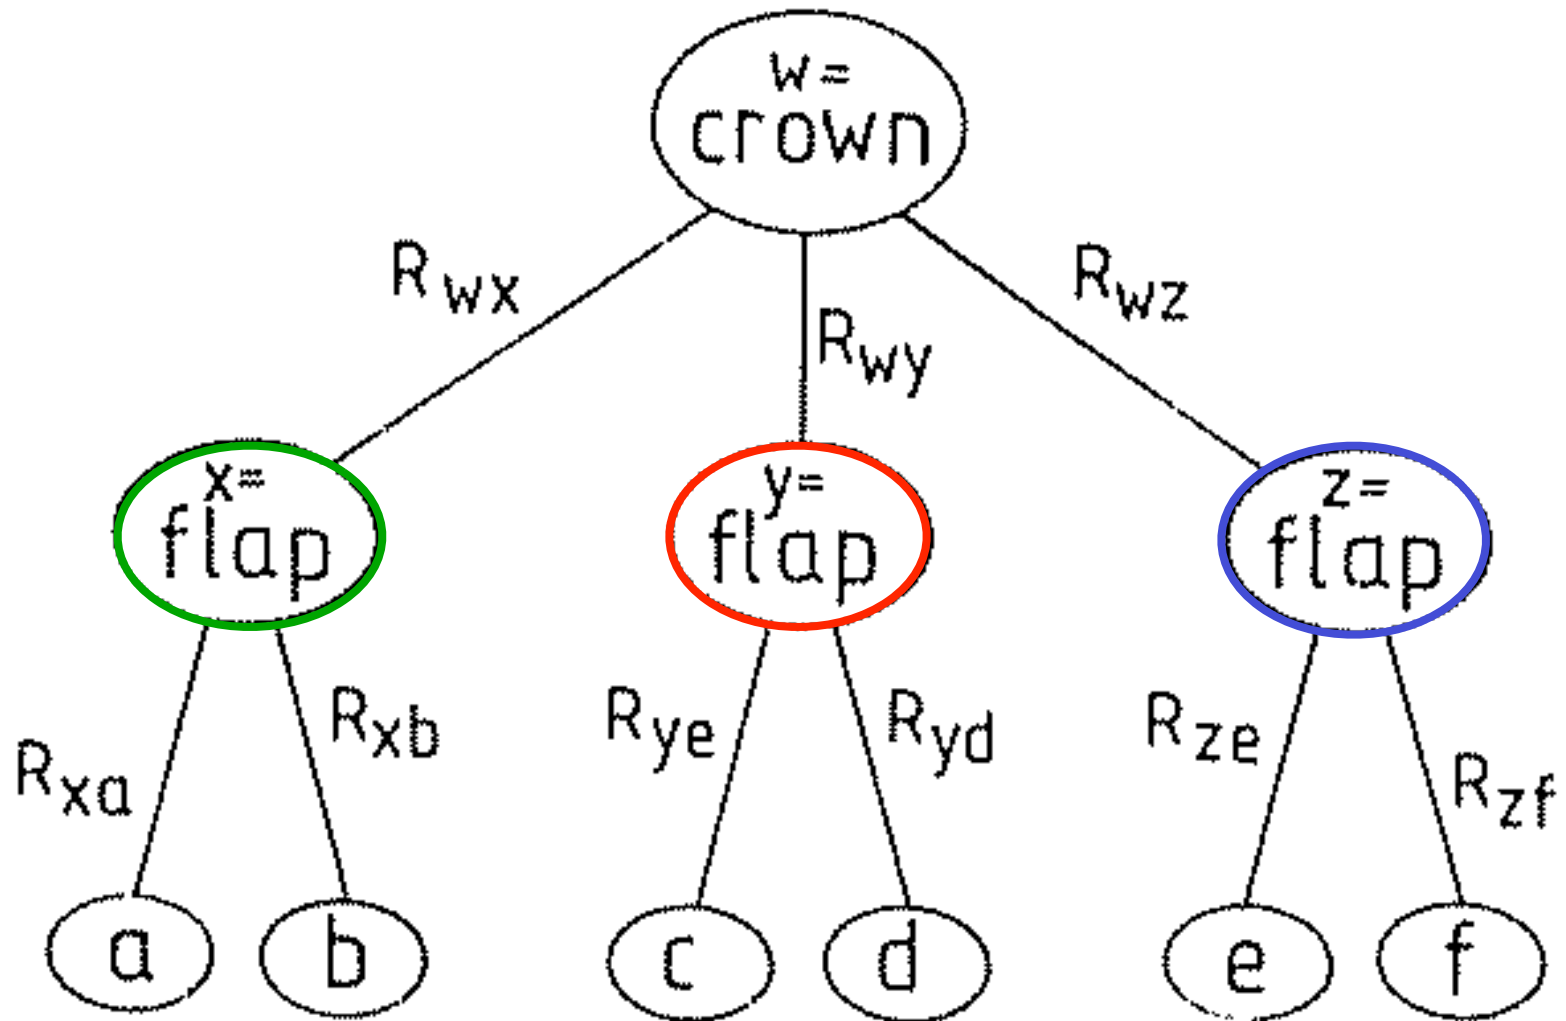 w=
crown
Rwx
Rwy
Rwz
x=
flap
y=
flap
z=
flap
Rxa
Rxb
Rye
Ryd
Rze
Rzf
a
b
c
d
e
f